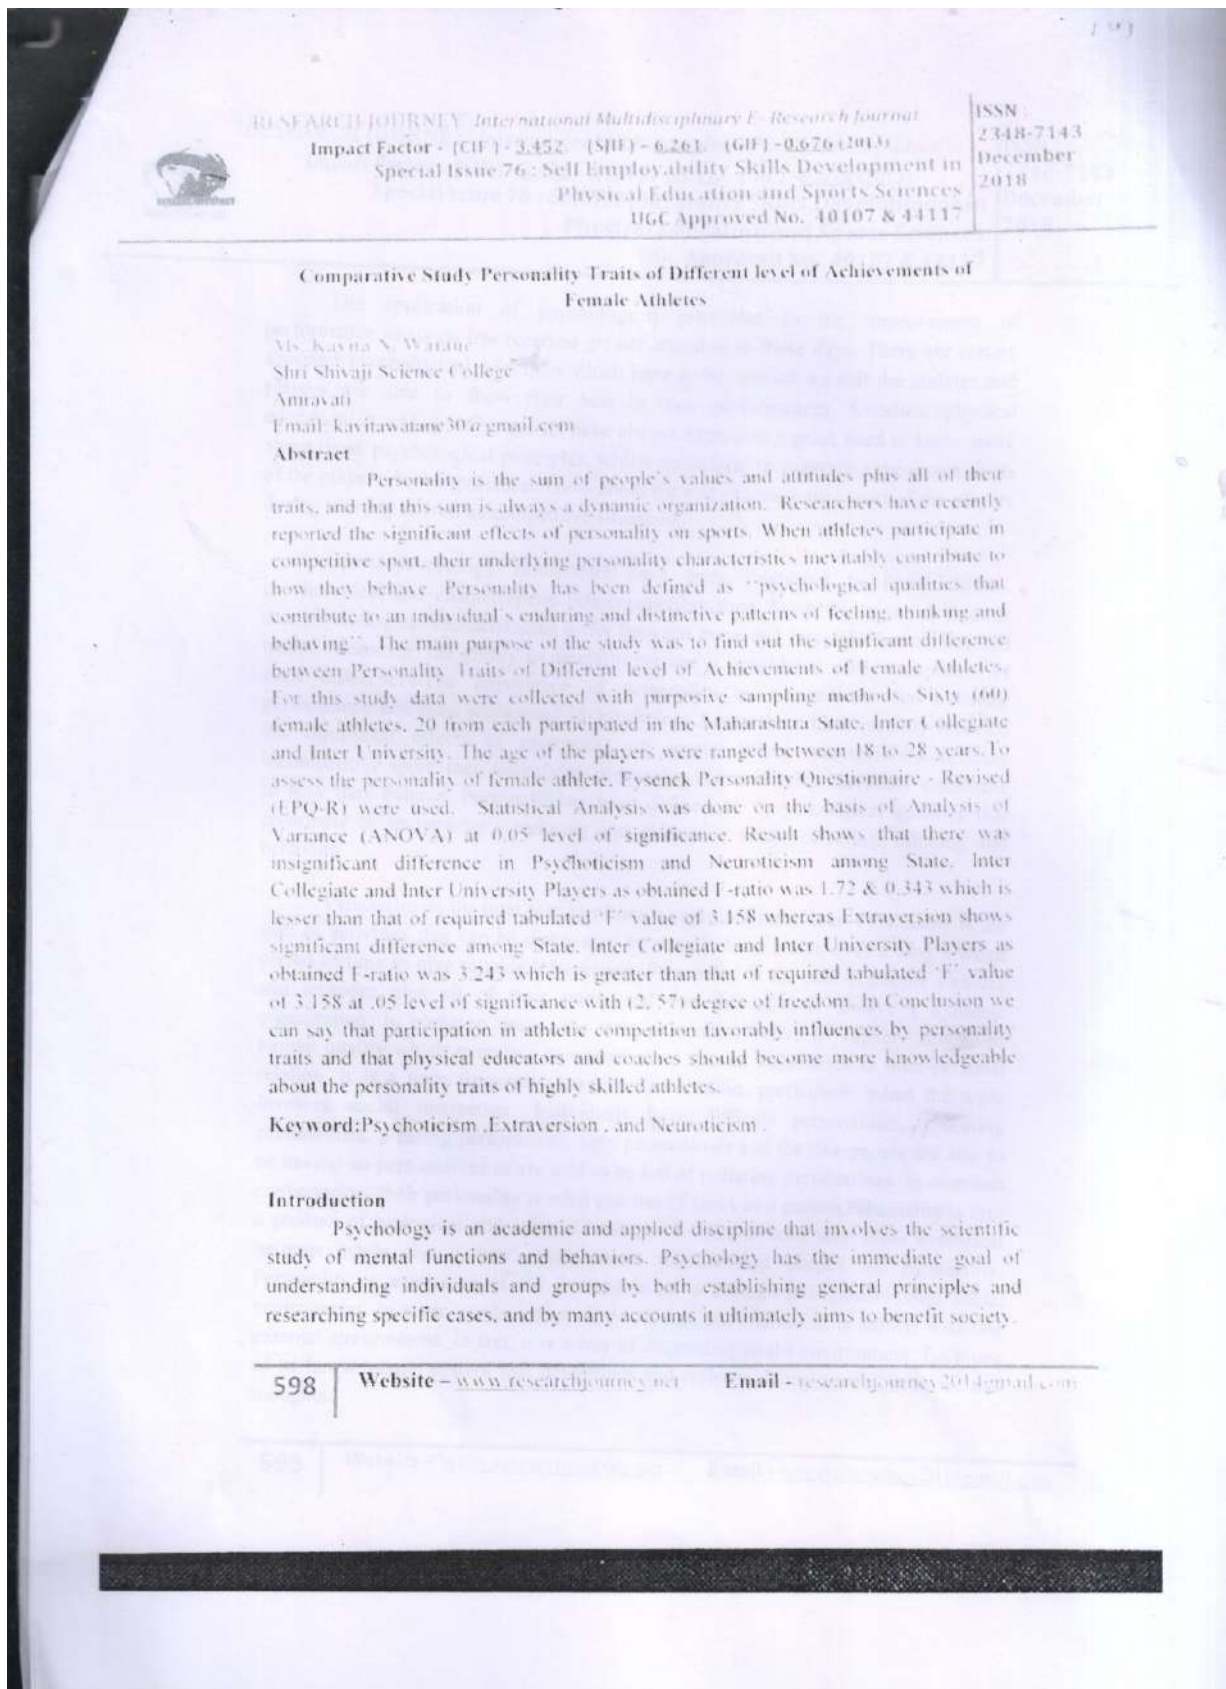 RESEARCH JOURNEY International Multidisciplinary E- Research Journal
Impact Factor - (CIF ) - 3.452, (SJIF) – 6.261, (GIF) –0.676 (2013)
Special Issue 76 : Self Employability Skills Development in
Physical Education and Sports Sciences
UGC Approved No. 40107 & 44117
ISSN :
2348-7143
December
2018
Comparative Study Personality Traits of Different level of Achievements of
Female Athletes
Ms. Kavita N. Watane
Shri Shivaji Science College
Amravati
Email: kavitawatane30@gmail.com
Abstract
Personality is the sum of people's values and attitudes plus all of their
traits, and that this sum is always a dynamic organization. Researchers have recently
reported the significant effects of personality on sports. When athletes participate in
competitive sport, their underlying personality characteristics inevitably contribute to
how they behave. Personality has been defined as “psychological qualities that
contribute to an individual's enduring and distinctive patterns of feeling, thinking and
behaving”. The main purpose of the study was to find out the significant difference
between Personality Traits of Different level of Achievements of Female Athletes.
For this study data were collected with purposive sampling methods. Sixty (60)
female athletes, 20 from each participated in the Maharashtra State, Inter Collegiate
and Inter University. The age of the players were ranged between 18 to 28 years.To
assess the personality of female athlete, Eysenck Personality Questionnaire - Revised
(EPQ-R) were used. Statistical Analysis was done on the basis of Analysis of
Variance (ANOVA) at 0.05 level of significance. Result shows that there was
insignificant difference in Psychoticism and Neuroticism among State, Inter
Collegiate and Inter University Players as obtained F-ratio was 1.72 & 0.343 which is
lesser than that of required tabulated 'F' value of 3.158 whereas Extraversion shows
significant difference among State, Inter Collegiate and Inter University Players as
obtained F-ratio was 3.243 which is greater than that of required tabulated 'F' value
of 3.158 at .05 level of significance with (2, 57) degree of freedom. In Conclusion we
can say that participation in athletic competition favorably influences by personality
traits and that physical educators and coaches should become more knowledgeable
about the personality traits of highly skilled athletes.
Keyword:Psychoticism ,Extraversion , and Neuroticism .
Introduction
Psychology is an academic and applied discipline that involves the scientific
study of mental functions and behaviors. Psychology has the immediate goal of
understanding individuals and groups by both establishing general principles and
researching specific cases, and by many accounts it ultimately aims to benefit society.
598
Website – www.researchjourney.net Email - researchjourney2014gmail.com